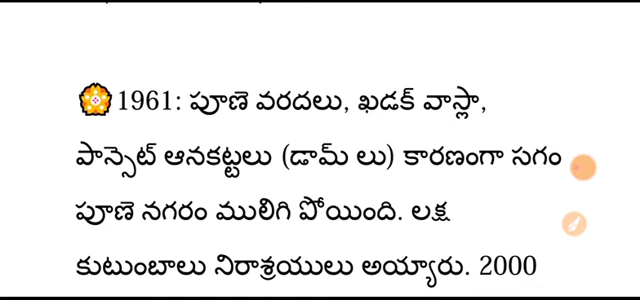 1961: పూణె వరదలు, ఖడక్ వాస్లా,
పాన్సెట్ ఆనకట్టలు (డామ్ లు) కారణంగా సగం
పూణె నగరం ములిగి పోయింది. లక్ష
కుటుంబాలు నిరాశ్రయులు అయ్యారు. 2000